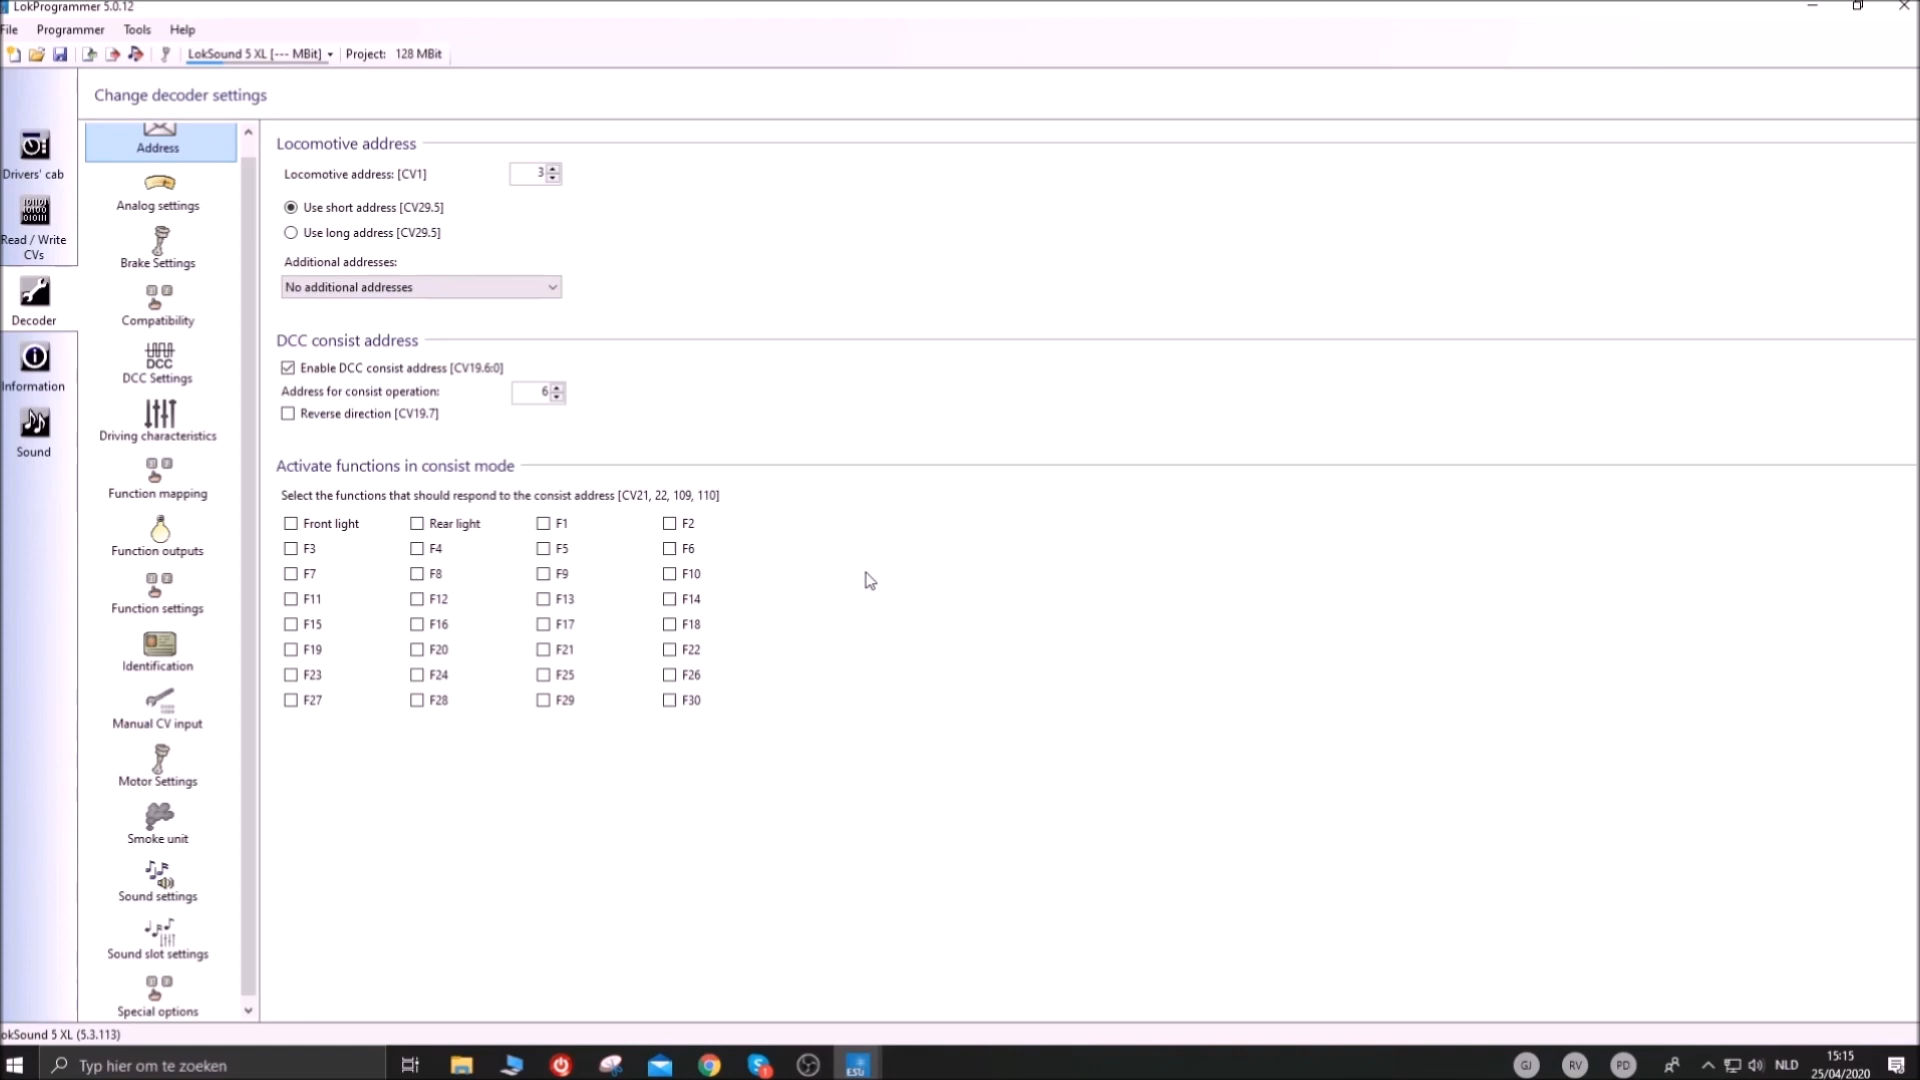 LokProgrammer 5.0.12
File Programmer Tools Help
LokSound 5 XL [--- MBit] Project: 128 MBit
Change decoder settings
Drivers' cab
Read / Write
CVs
Decoder
Information
Sound
Address
Analog settings
Brake Settings
Compatibility
DCC
DCC Settings
Driving characteristics
Function mapping
Function outputs
Function settings
Identification
Manual CV input
Motor Settings
Smoke unit
Sound settings
Sound slot settings
Special options
Locomotive address
Locomotive address: [CV1] 3
Use short address [CV29.5]
Use long address [CV29.5]
Additional addresses:
No additional addresses
DCC consist address
Enable DCC consist address [CV19.6:0]
Address for consist operation: 6
Reverse direction [CV19.7]
Activate functions in consist mode
Select the functions that should respond to the consist address [CV21, 22, 109, 110]
Front light Rear light F1 F2
F3 F4 F5 F6
F7 F8 F9 F10
F11 F12 F13 F14
F15 F16 F17 F18
F19 F20 F21 F22
F23 F24 F25 F26
F27 F28 F29 F30
okSound 5 XL (5.3.113)
Typ hier om te zoeken
ESU
GJ RV PD NLD
15:15
25/04/2020